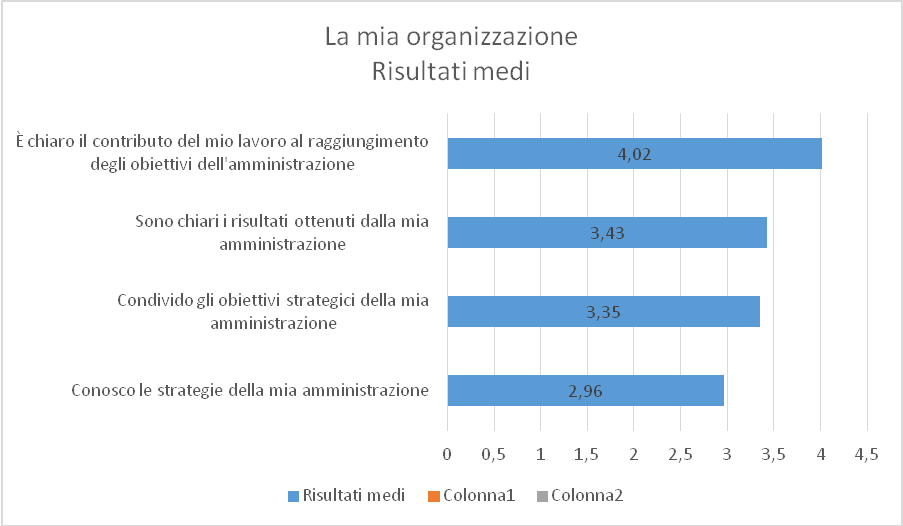 La mia organizzazione
Risultati medi
È chiaro il contributo del mio lavoro al raggiungimento
degli obiettivi dell'amministrazione
4,02
Sono chiari i risultati ottenuti dalla mia
amministrazione
3,43
Condivido gli obiettivi strategici della mia
amministrazione
3,35
Conosco le strategie della mia amministrazione
2,96
0 0,5 1 1,5 2 2,5 3 3,5 4 4,5
Risultati medi Colonna1 Colonna2